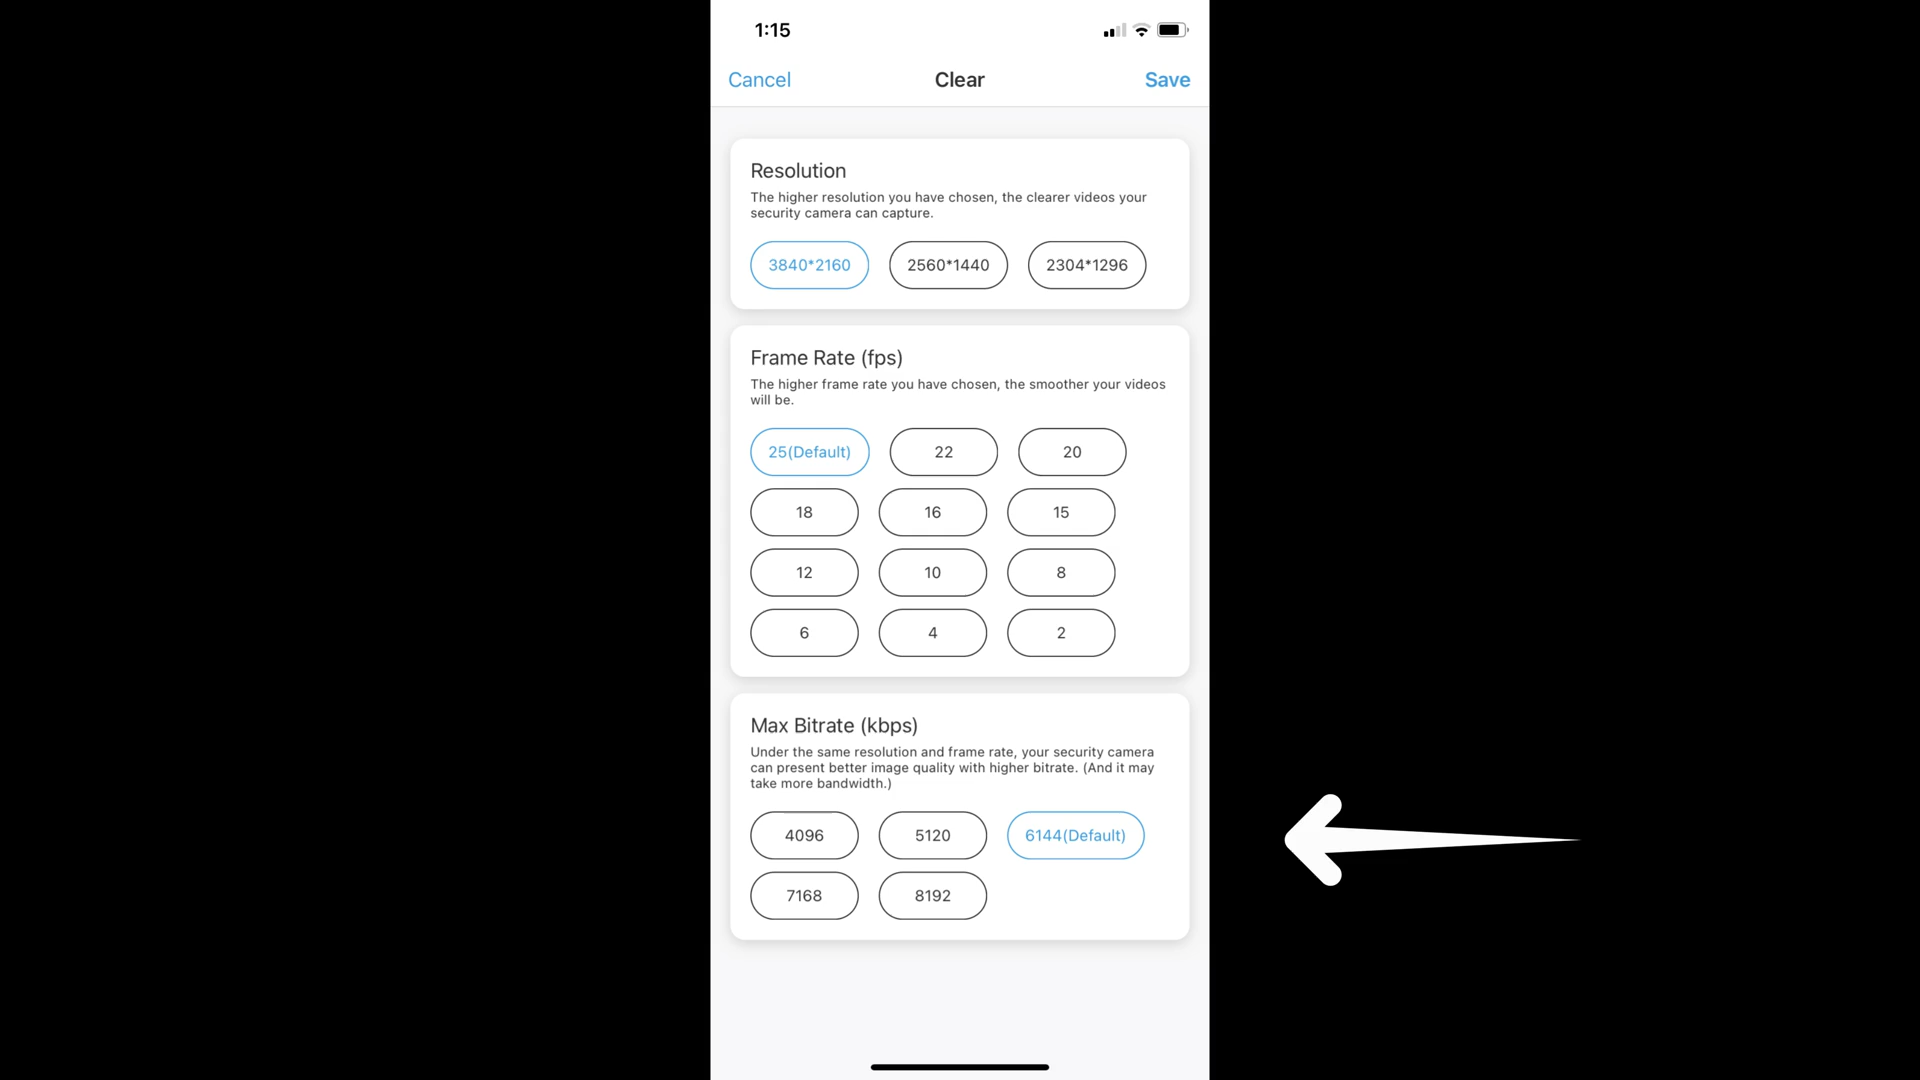 1:15
Cancel Clear Save
Resolution
The higher resolution you have chosen, the clearer videos your
security camera can capture.
3840*2160 2560*1440 2304*1296
Frame Rate (fps)
The higher frame rate you have chosen, the smoother your videos
will be.
25(Default) 22 20
18 16 15
12 10 8
6 4 2
Max Bitrate (kbps)
Under the same resolution and frame rate, your security camera
can present better image quality with higher bitrate. (And it may
take more bandwidth.)
4096 5120 6144(Default)
7168 8192